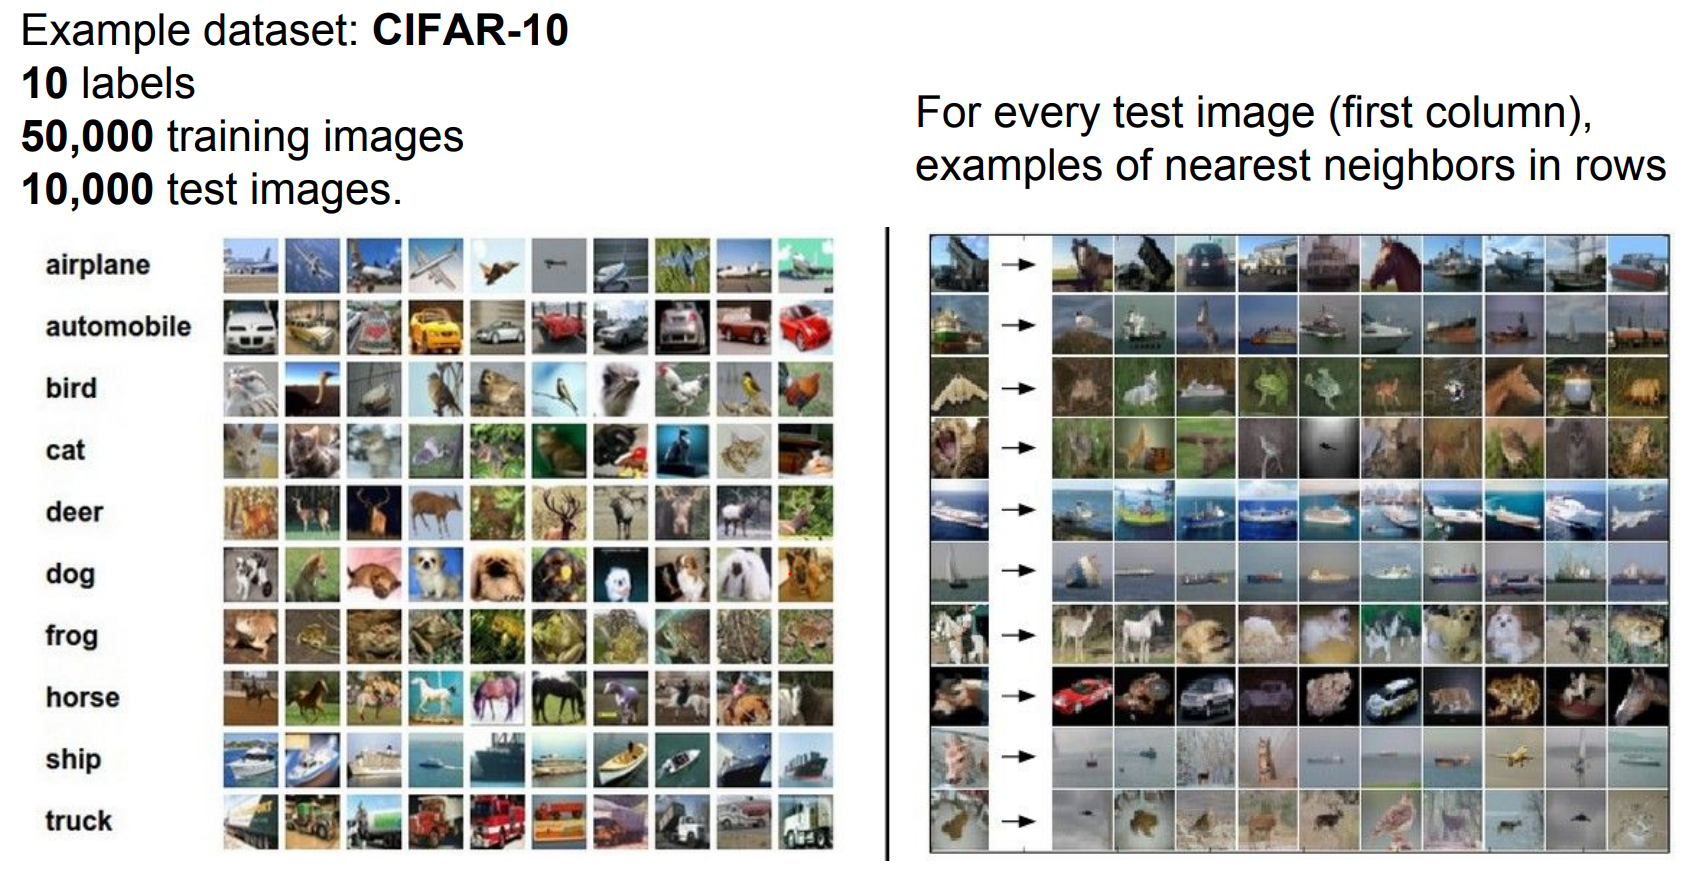 Example dataset: CIFAR-10
10 labels
50,000 training images
10,000 test images.
airplane
automobile
bird
cat
deer
dog
frog
horse
ship
truck
For every test image (first column),
examples of nearest neighbors in rows